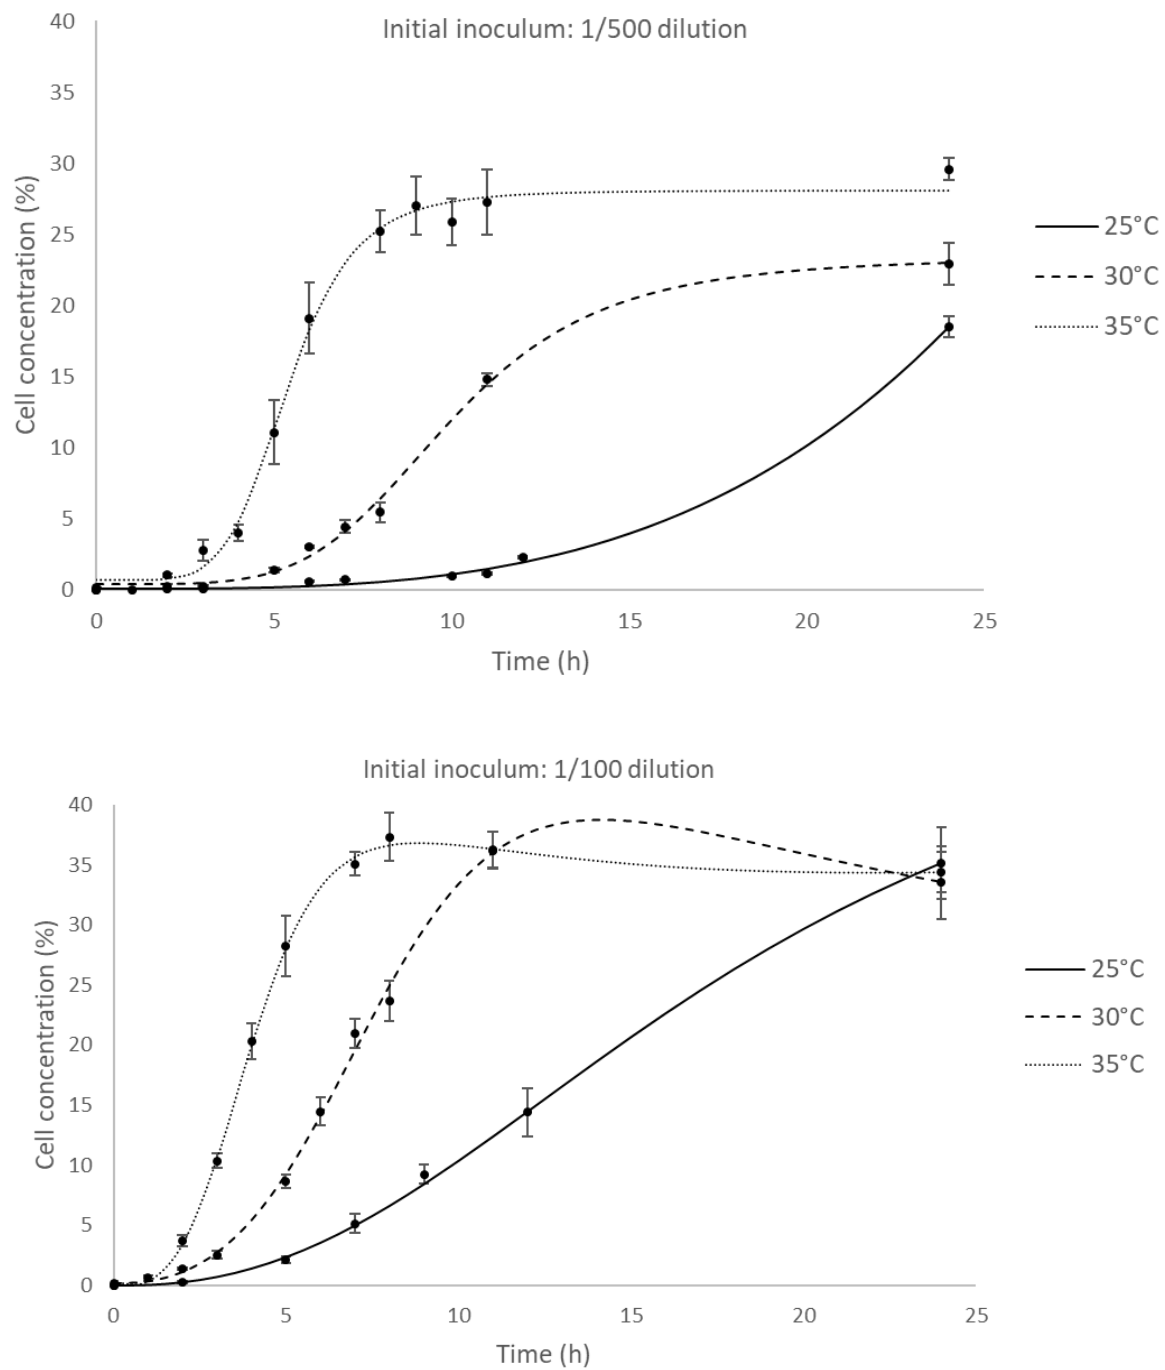 Initial inoculum: 1/500 dilution
40
35
30
25
20
15
10
5
0
Cell concentration (%)
0 5 10 15 20 25
Time (h)
25°C
30°C
35°C
Initial inoculum: 1/100 dilution
40
35
30
25
20
15
10
5
0
Cell concentration (%)
0 5 10 15 20 25
Time (h)
25°C
30°C
35°C